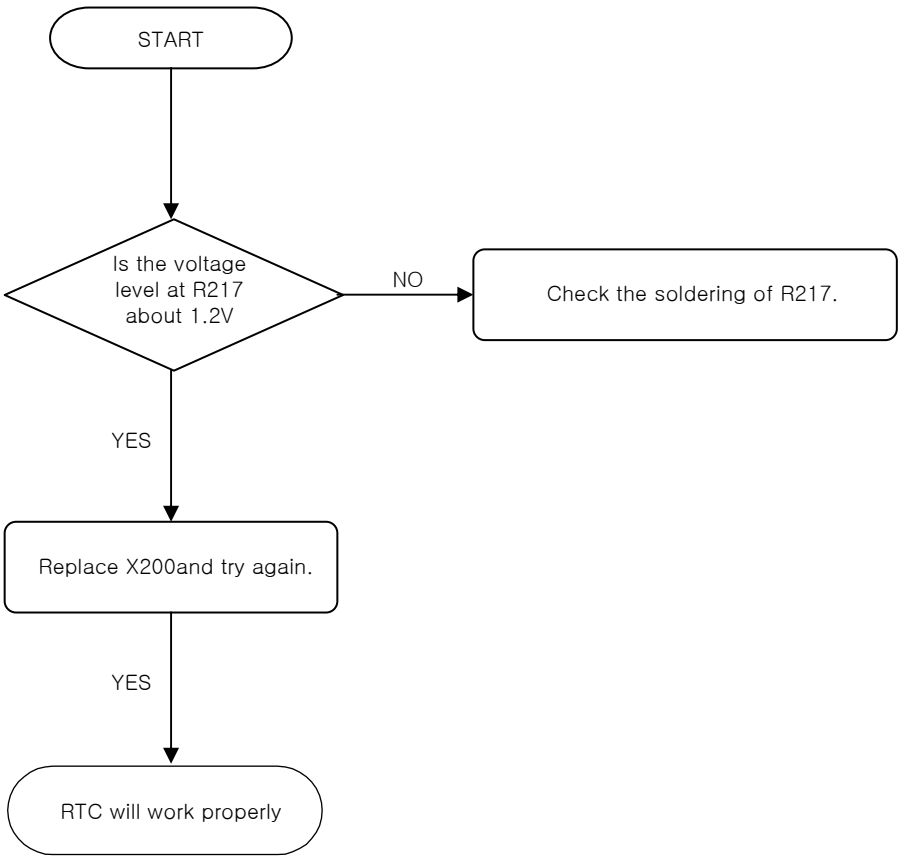 START
Is the voltage
level at R217
about 1.2V
NO
Check the soldering of R217.
YES
Replace X200and try again.
YES
RTC will work properly